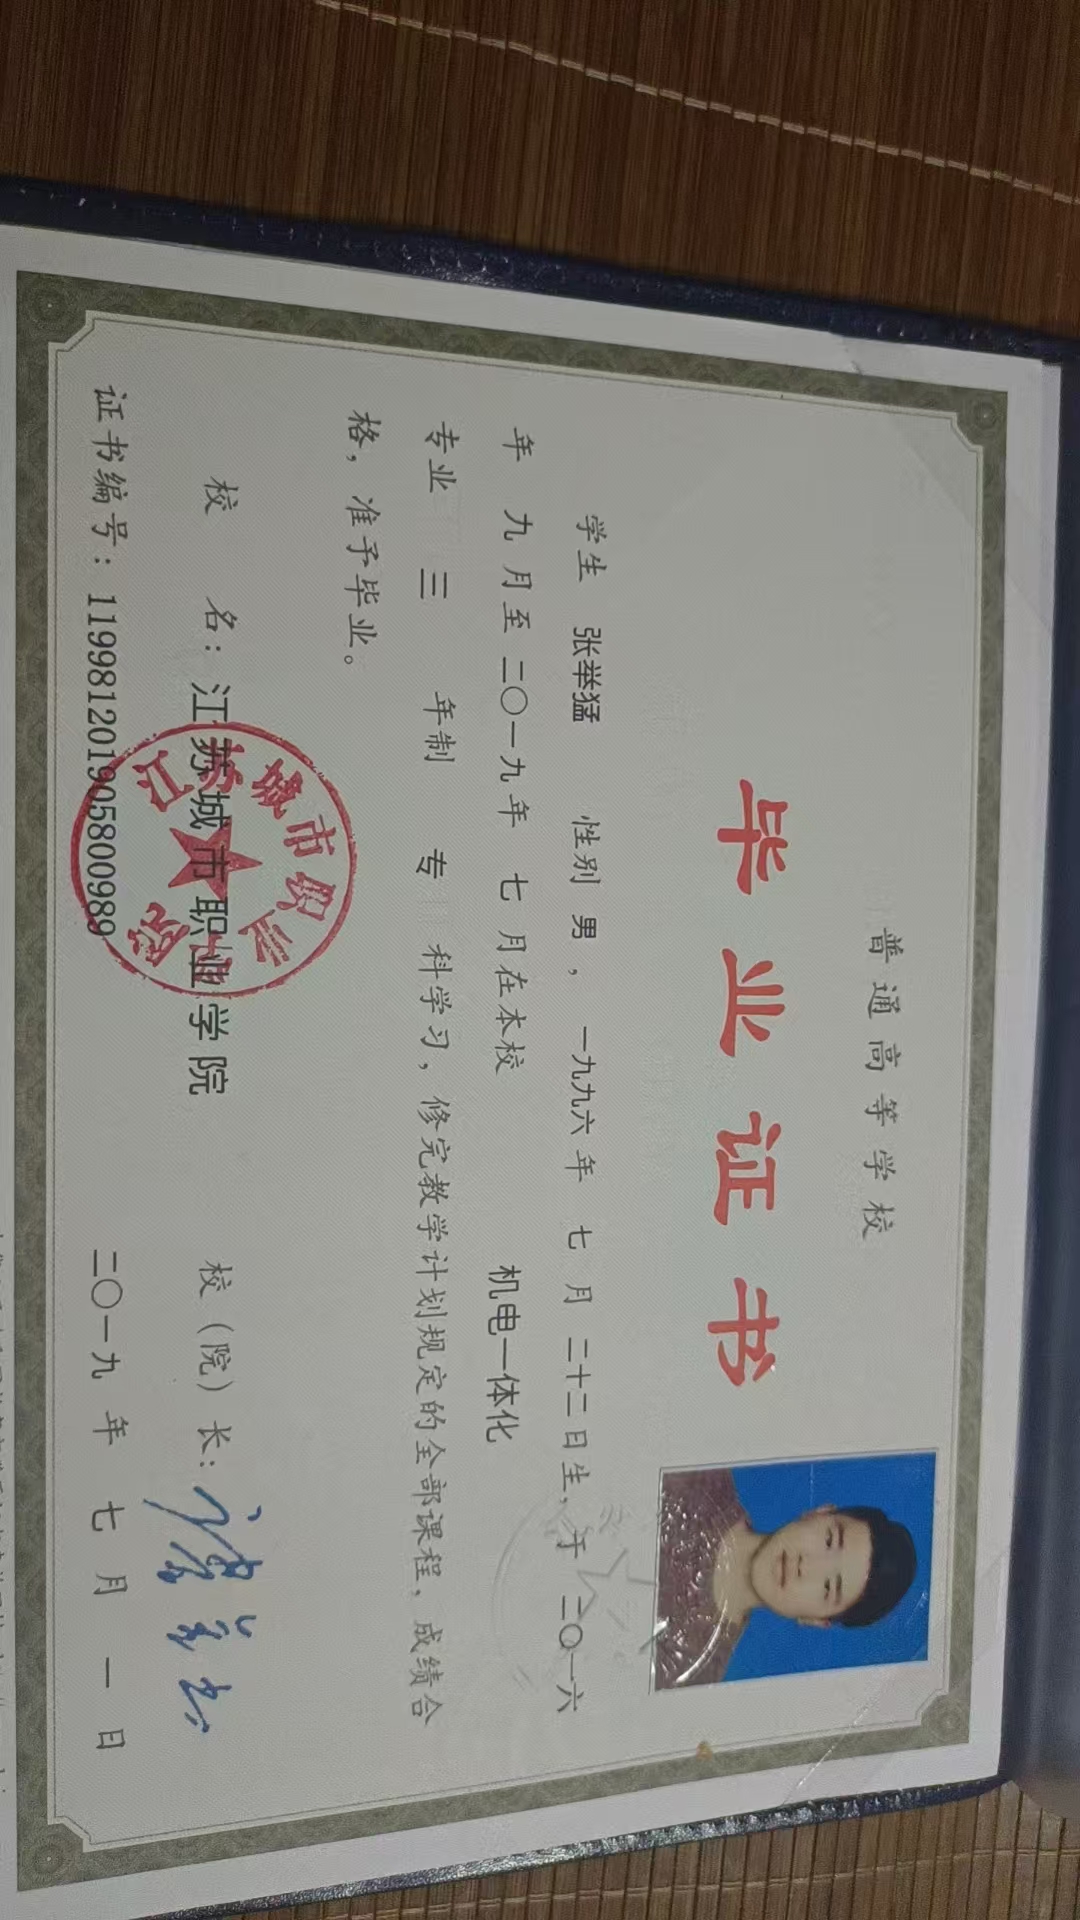 普通高等学校
毕业证书
学生 张举猛 性别 男 ， 一九九六 年 七 月 二十二 日生，于 二〇一六
年 九 月至 二〇一九 年 七 月在本校 机电一体化
专业 三 年制 专 科学习，修完教学计划规定的全部课程，成绩合
格，准予毕业。
江苏城市职业学院
校 名：江苏城市职业学院 校（院）长：
证书编号：119981201905800989 二〇一九 年 七 月 一 日